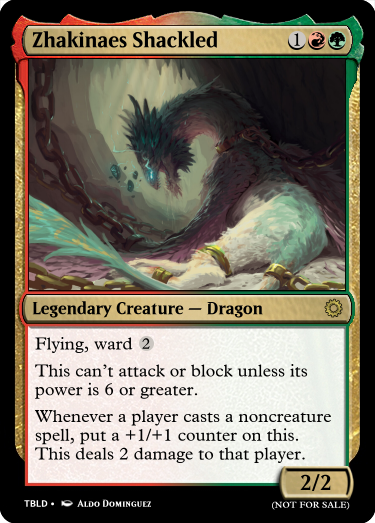 Zhakinaes Shackled 1
Legendary Creature — Dragon
Flying, ward 2
This can't attack or block unless its
power is 6 or greater.
Whenever a player casts a noncreature
spell, put a +1/+1 counter on this.
This deals 2 damage to that player.
2/2
TBLD • Aldo Dominguez
(NOT FOR SALE)